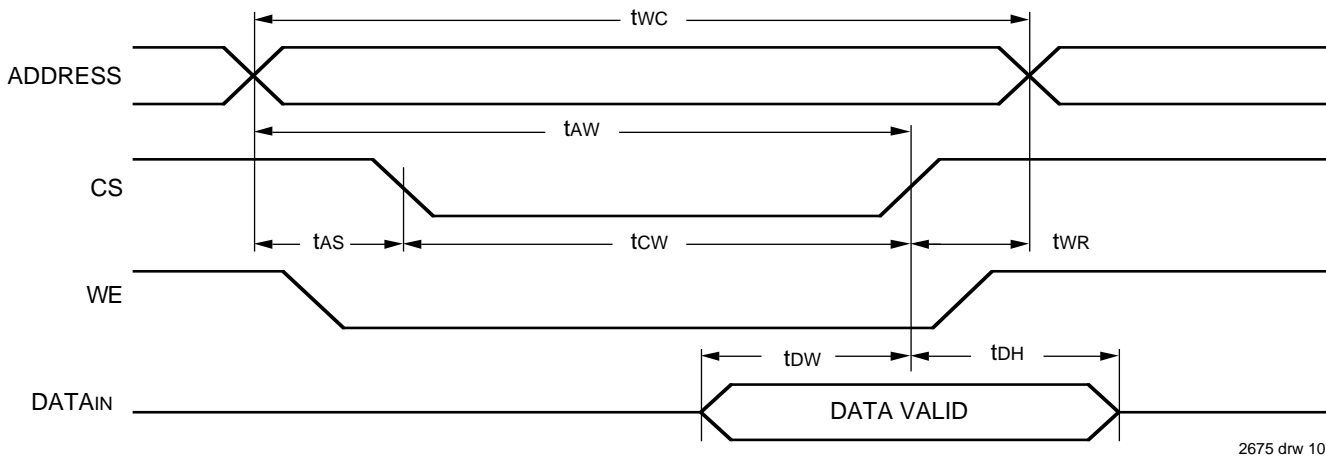 tWC
ADDRESS
tAW
CS
tAS
tCW
tWR
WE
tDW
tDH
DATAIN
DATA VALID
2675 drw 10